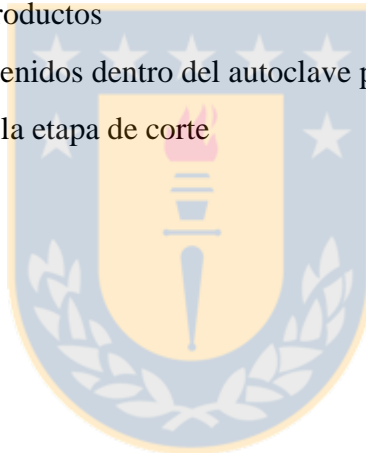 roductos
enidos dentro del autoclave p
la etapa de corte